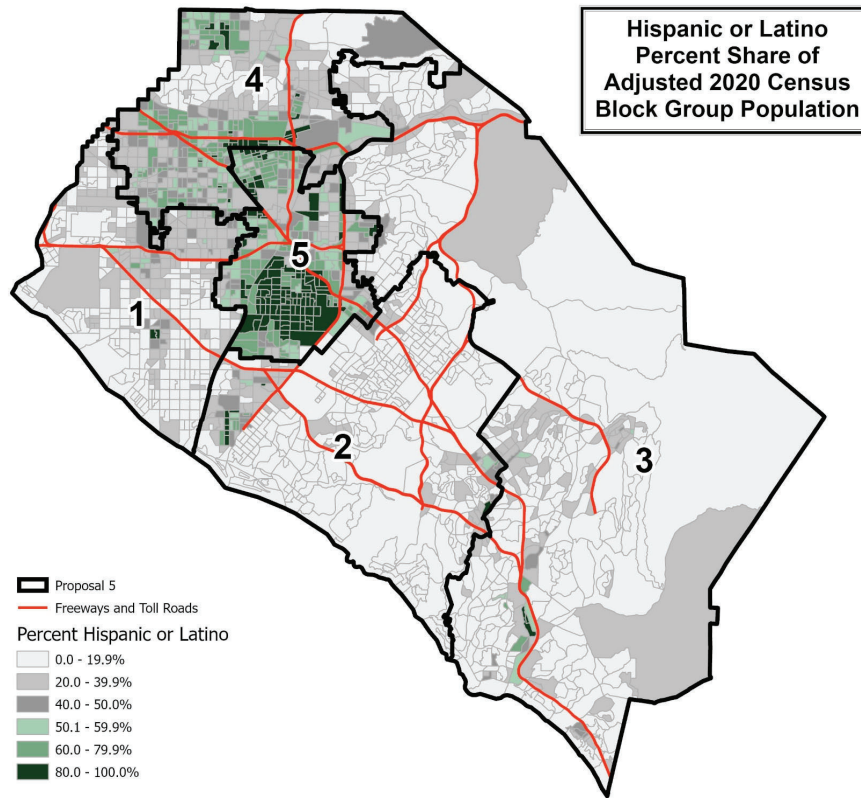 Hispanic or Latino
Percent Share of
Adjusted 2020 Census
Block Group Population
4
5
1
2
3
Proposal 5
Freeways and Toll Roads
Percent Hispanic or Latino
0.0 - 19.9%
20.0 - 39.9%
40.0 - 50.0%
50.1 - 59.9%
60.0 - 79.9%
80.0 - 100.0%